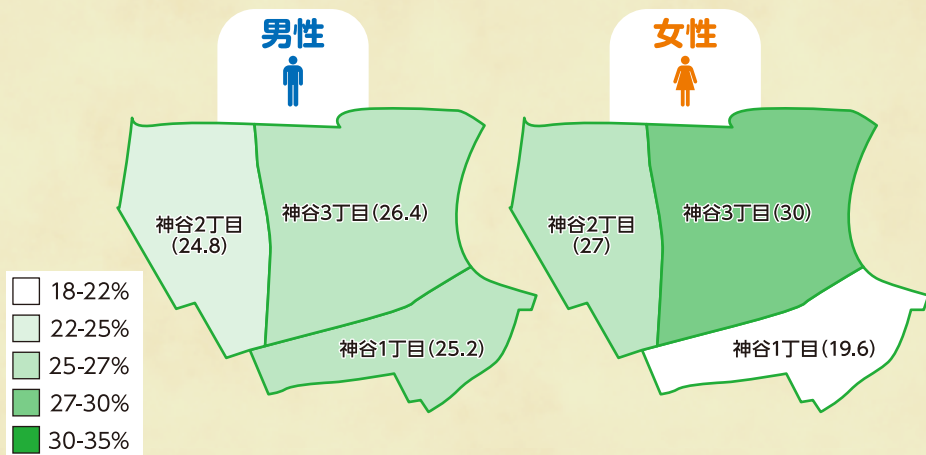 男性
女性
神谷2丁目
(24.8)
神谷3丁目(26.4)
神谷1丁目(25.2)
神谷2丁目
(27)
神谷3丁目(30)
神谷1丁目(19.6)
18-22%
22-25%
25-27%
27-30%
30-35%